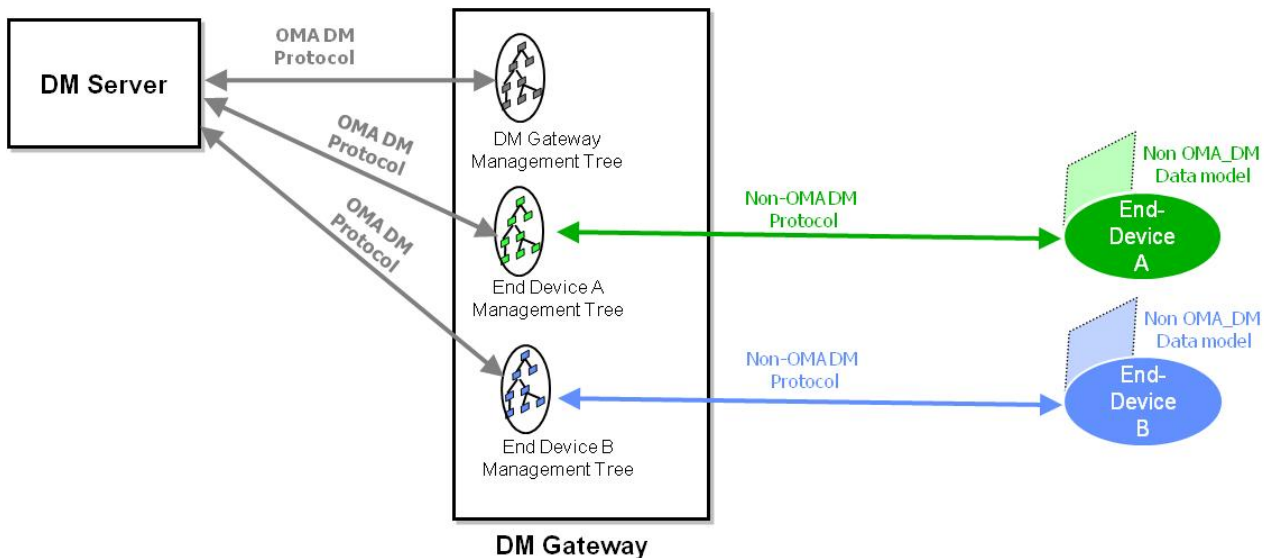 DM Server
OMA DM
Protocol
OMA DM
Protocol
OMA DM
Protocol
DM Gateway
Management Tree
End Device A
Management Tree
End Device B
Management Tree
DM Gateway
Non-OMA DM
Protocol
Non-OMA DM
Protocol
Non OMA_DM
Data model
End-
Device
A
Non OMA_DM
Data model
End-
Device
B